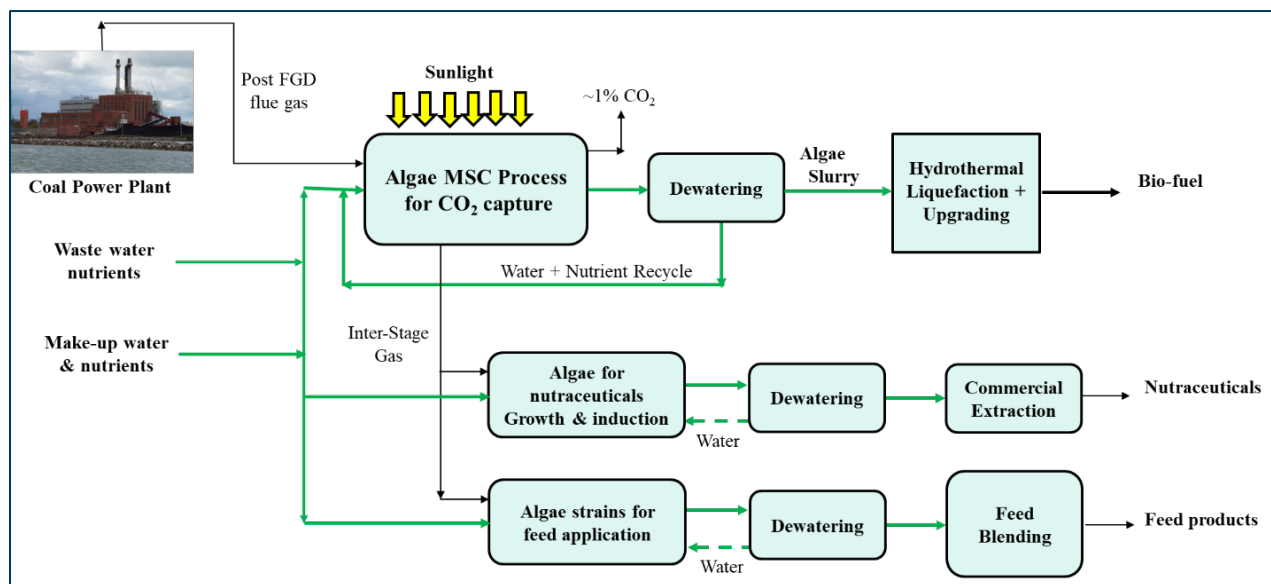 Post FGD
flue gas
Sunlight
~1% CO₂
Coal Power Plant
Algae MSC Process
for CO₂ capture
Dewatering
Algae
Slurry
Hydrothermal
Liquefaction +
Upgrading
Bio-fuel
Waste water
nutrients
Water + Nutrient Recycle
Make-up water
& nutrients
Inter-Stage
Gas
Algae for
nutraceuticals
Growth & induction
Water
Dewatering
Commercial
Extraction
Nutraceuticals
Algae strains for
feed application
Water
Dewatering
Feed
Blending
Feed products